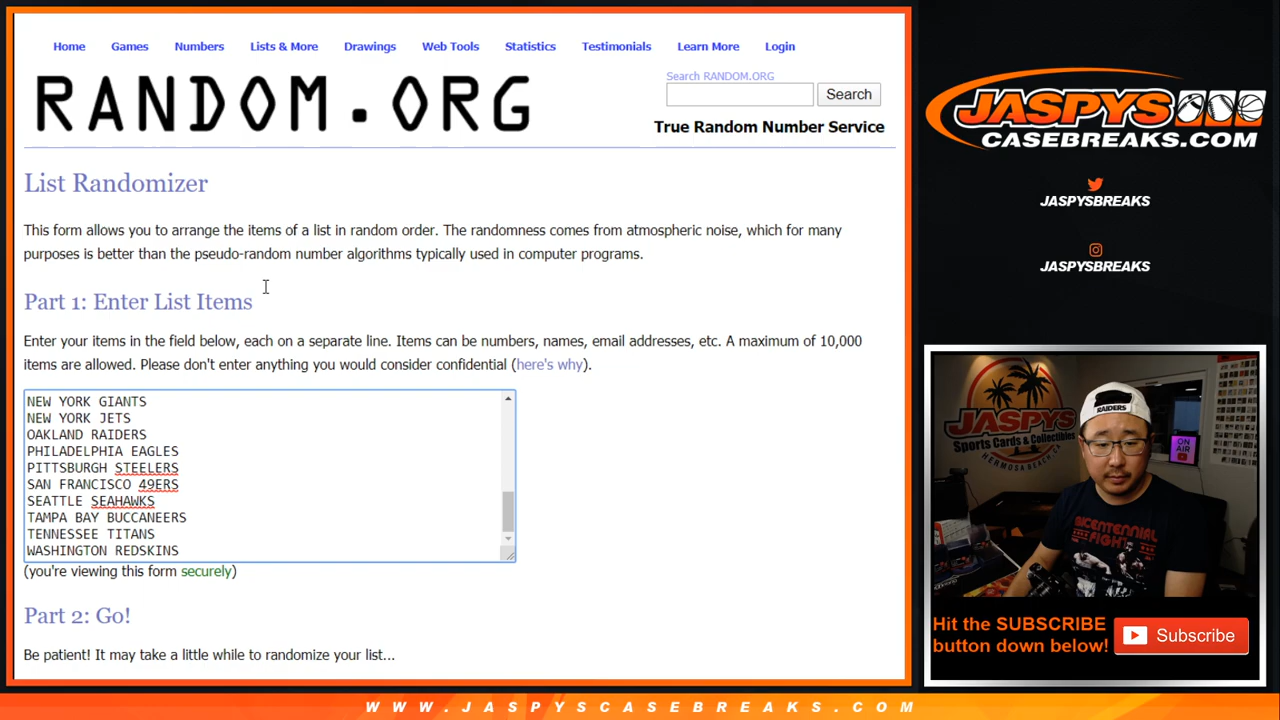 Home Games Numbers Lists & More Drawings Web Tools Statistics Testimonials Learn More Login
RANDOM.ORG
Search RANDOM.ORG
Search
True Random Number Service
List Randomizer
This form allows you to arrange the items of a list in random order. The randomness comes from atmospheric noise, which for many
purposes is better than the pseudo-random number algorithms typically used in computer programs.
Part 1: Enter List Items
Enter your items in the field below, each on a separate line. Items can be numbers, names, email addresses, etc. A maximum of 10,000
items are allowed. Please don't enter anything you would consider confidential (here's why).
NEW YORK GIANTS
NEW YORK JETS
OAKLAND RAIDERS
PHILADELPHIA EAGLES
PITTSBURGH STEELERS
SAN FRANCISCO 49ERS
SEATTLE SEAHAWKS
TAMPA BAY BUCCANEERS
TENNESSEE TITANS
WASHINGTON REDSKINS
(you're viewing this form securely)
Part 2: Go!
Be patient! It may take a little while to randomize your list...
JASPYS
CASEBREAKS.COM
JASPYSBREAKS
JASPYSBREAKS
JASPYS
Sports Cards & Collectibles
HERMOSA BEACH, CA
RAIDERS
ON AIR
BICENTENNIAL
FIGHT
Hit the SUBSCRIBE
button down below!
Subscribe
WWW.JASPYSCASEBREAKS.COM